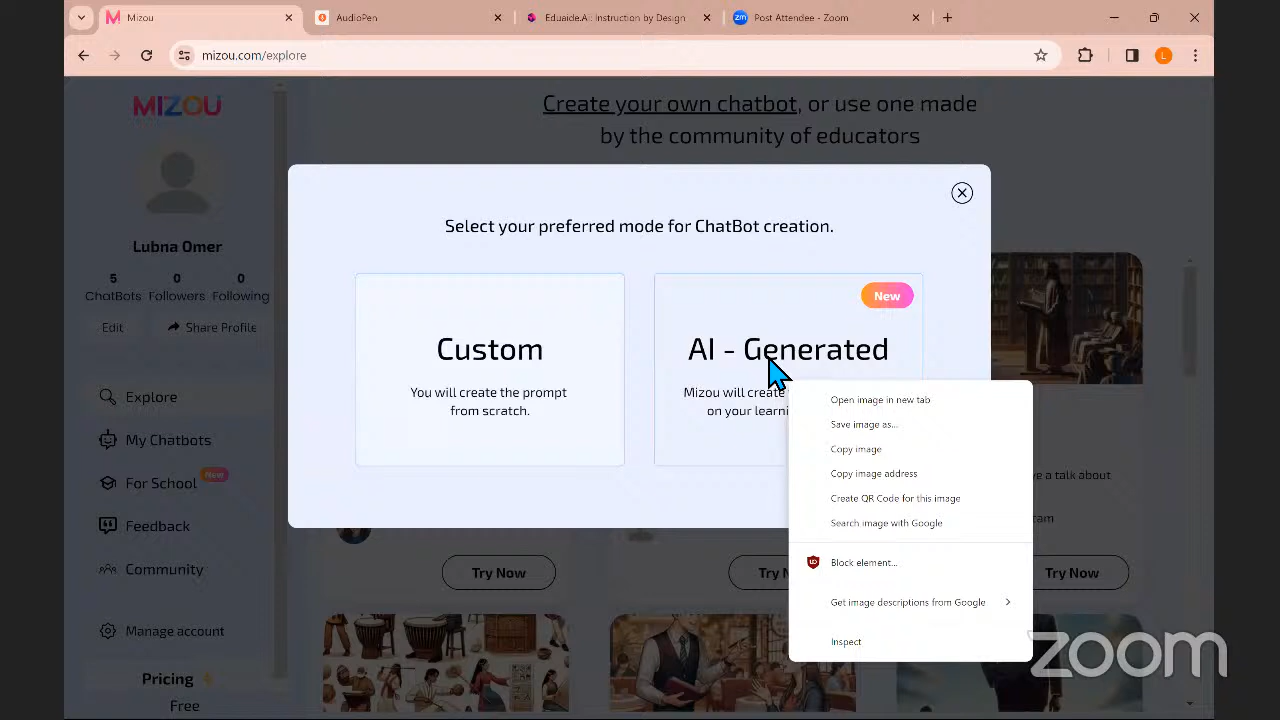 Mizou
AudioPen
Eduaide.AI: Instruction by Design
zm
Post Attendee - Zoom
mizou.com/explore
L
MIZOU
Create your own chatbot, or use one made
by the community of educators
Lubna Omer
5 0 0
ChatBots Followers Following
Edit
Share Profile
Explore
My Chatbots
For School
New
Feedback
Community
Manage account
Pricing
Free
Select your preferred mode for ChatBot creation.
Custom
You will create the prompt
from scratch.
New
AI - Generated
Mizou will create
on your learni
Open image in new tab
Save image as...
Copy image
Copy image address
Create QR Code for this image
Search image with Google
Block element...
Get image descriptions from Google
Inspect
ve a talk about
ram
Try Now
Try N
Try Now
zoom